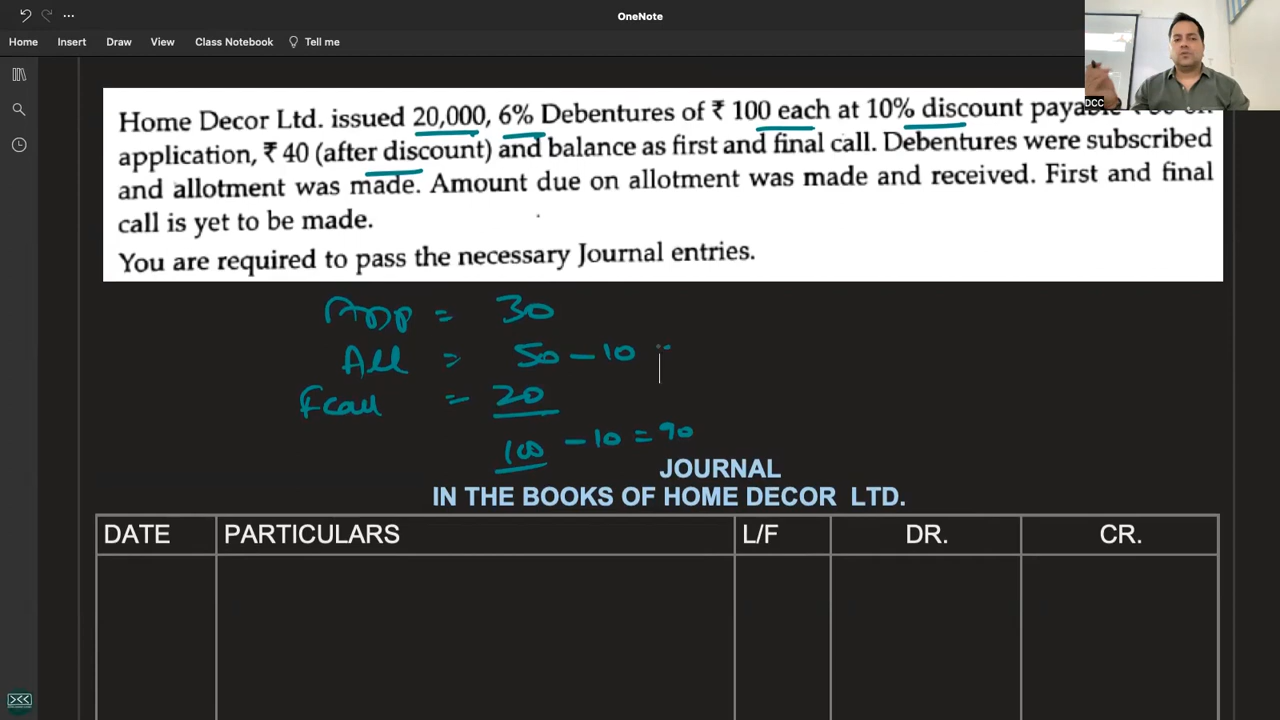 OneNote
Home Insert Draw View Class Notebook Tell me
DCC
Home Decor Ltd. issued 20,000, 6% Debentures of ₹ 100 each at 10% discount
application, ₹ 40 (after discount) and balance as first and final call. Debentures were subscribed
and allotment was made. Amount due on allotment was made and received. First and final
call is yet to be made.
You are required to pass the necessary Journal entries.
App = 30
All = 50 - 10
Fcall = 20
100 - 10 = 90
JOURNAL
IN THE BOOKS OF HOME DECOR LTD.
DATE PARTICULARS L/F DR. CR.